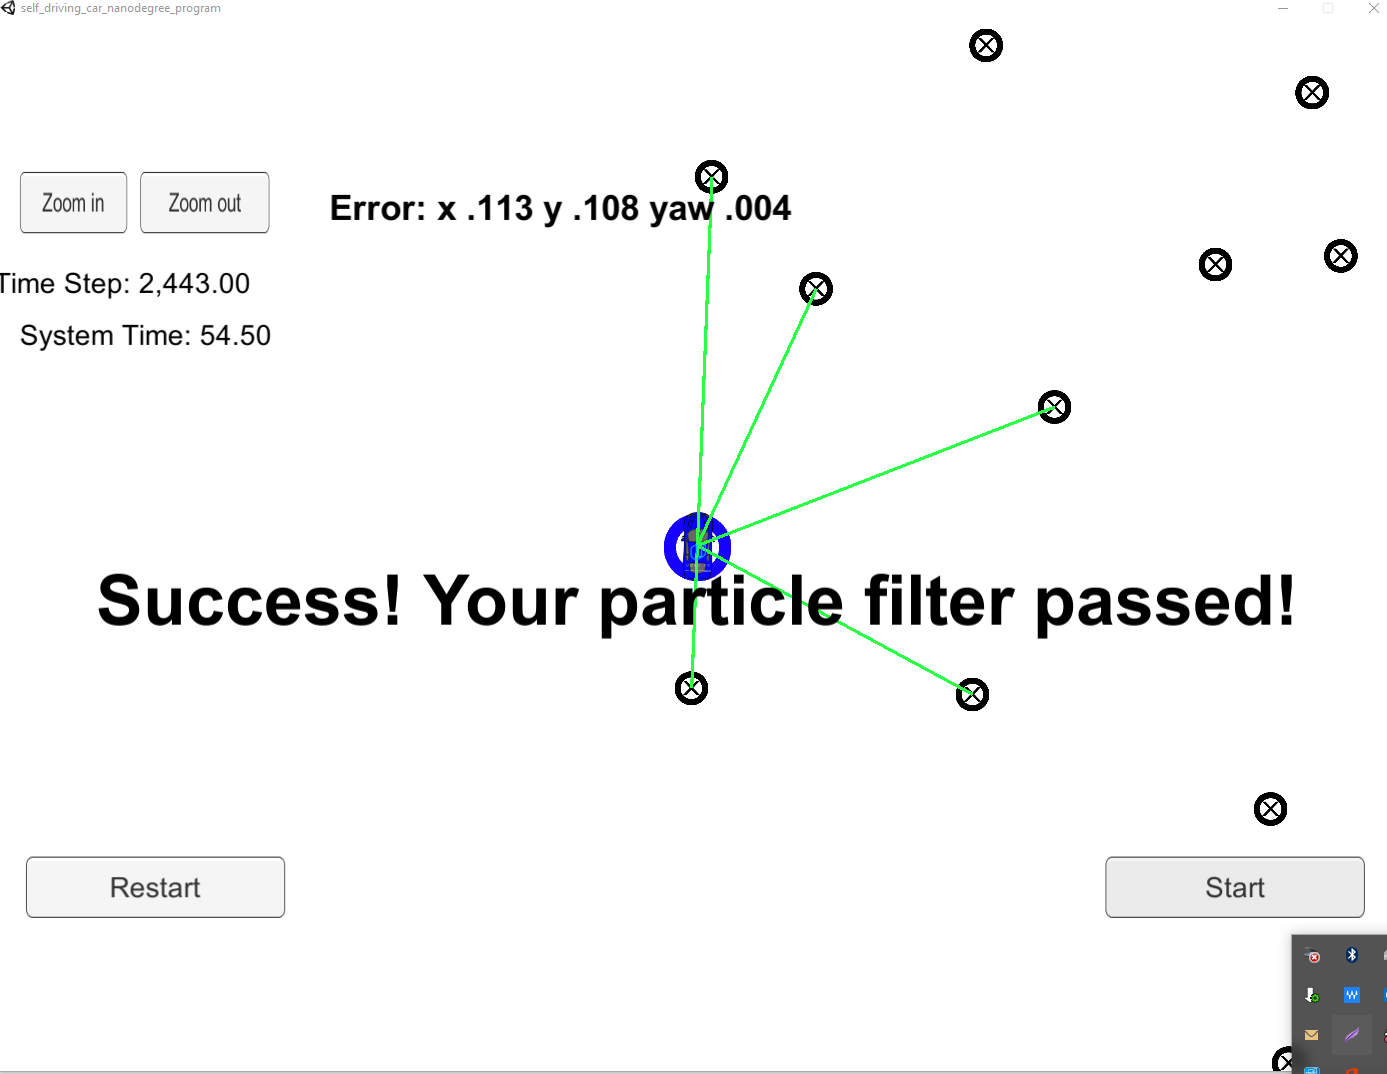 self_driving_car_nanodegree_program
Zoom in
Zoom out
Error: x .113 y .108 yaw .004
Time Step: 2,443.00
System Time: 54.50
Success! Your particle filter passed!
Restart
Start